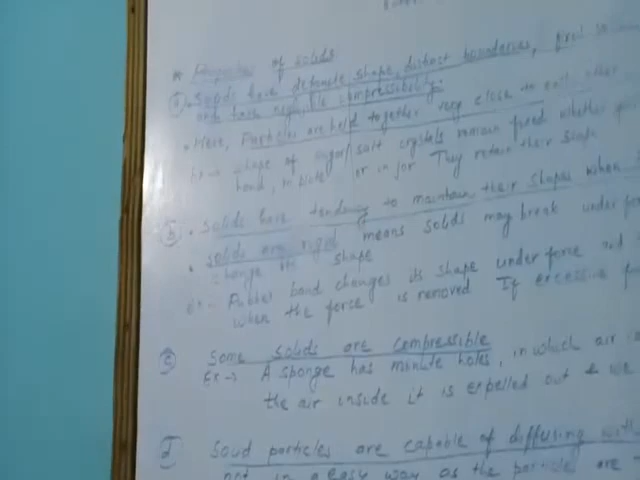 * Properties of solids
(a) Solids have definate shape, distinct boundaries, fixed
and have negligible compressibility.
• Here, Particles are held together very close to each other
Ex → shape of sugar/salt crystals remain fixed whether
hand, in plate or in jar They retain their shape
(b) • Solids have tendency to maintain their shapes when
• Solids are rigid means solids may break under
change its shape
Ex - Rubber band changes its shape under force and
when the force is removed If excessive
(c) Some solids are compressible
Ex → A sponge has minute holes, in which air
the air inside it is expelled out & we
d Solid particles are capable of diffusing
not in a easy way as the particle are